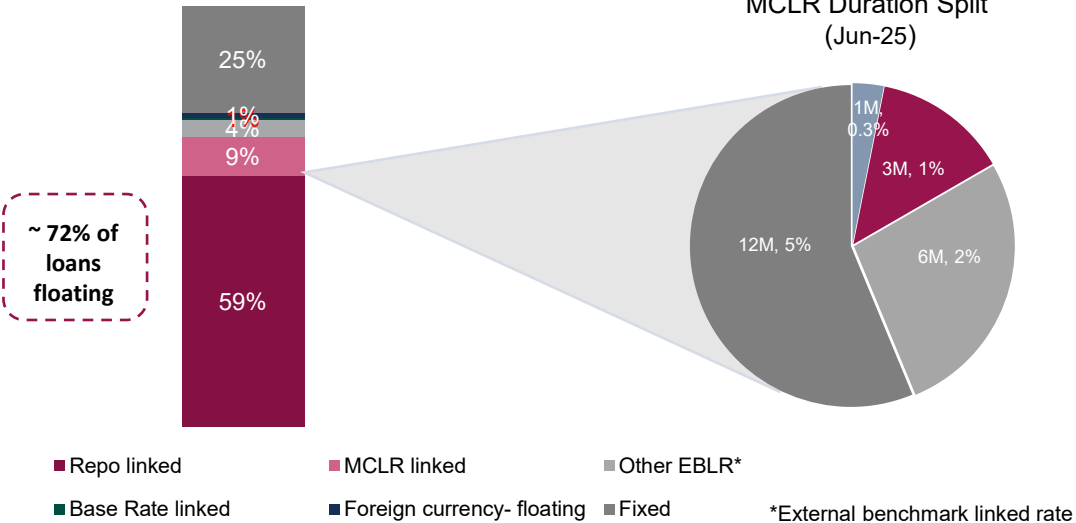 MCLR Duration Split
(Jun-25)
25%
1%
4%
9%
59%
~ 72% of
loans
floating
1M,
0.3%
3M, 1%
6M, 2%
12M, 5%
Repo linked
MCLR linked
Other EBLR*
Base Rate linked
Foreign currency- floating
Fixed
*External benchmark linked rate